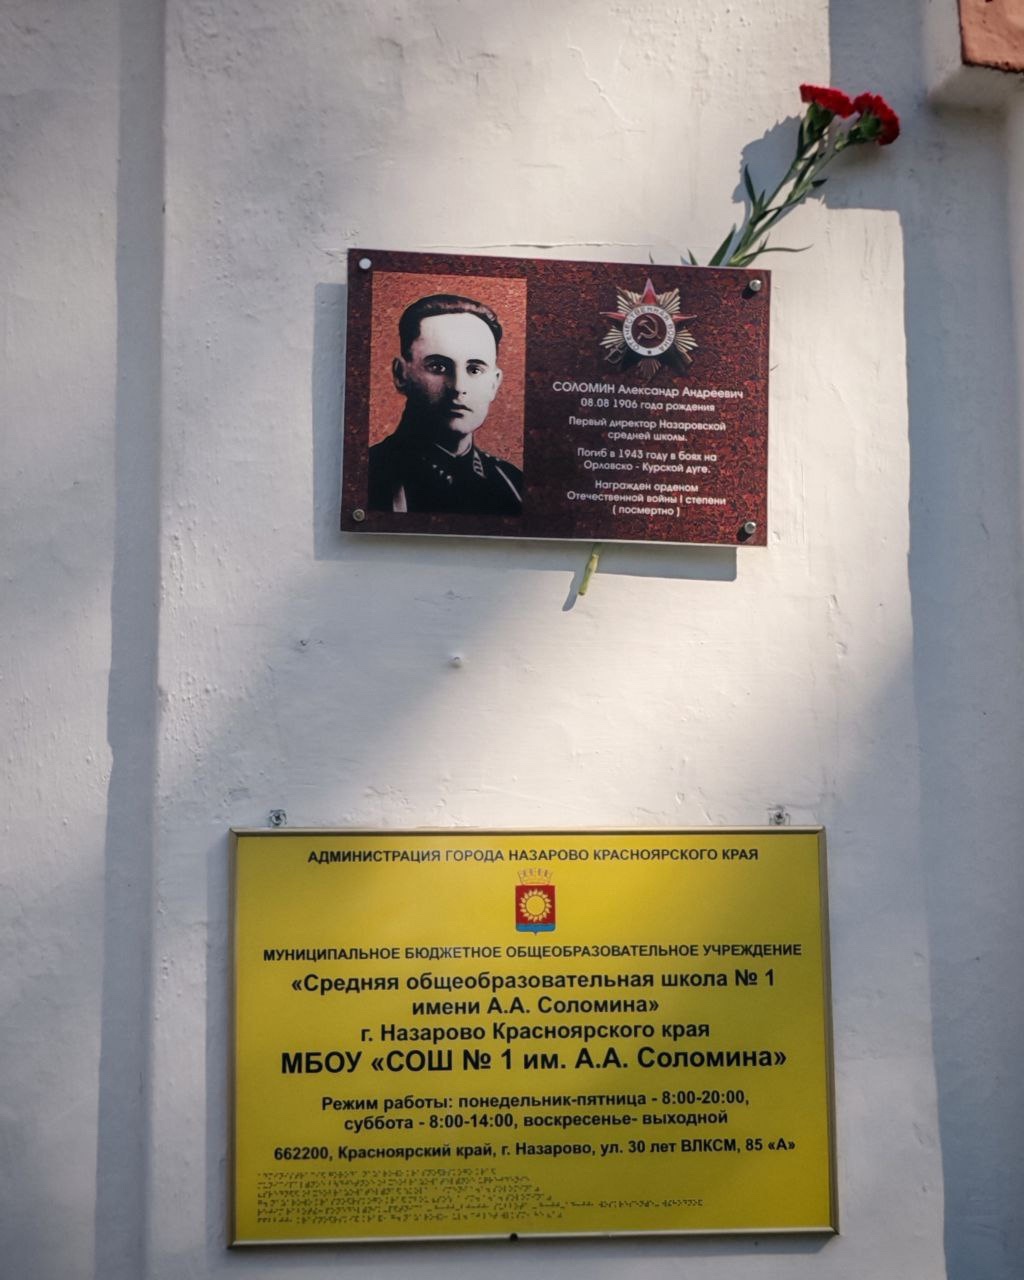 ОТЕЧЕСТВЕННАЯ ВОЙНА
СОЛОМИН Александр Андреевич
08.08 1906 года рождения
Первый директор Назаровской
средней школы.
Погиб в 1943 году в боях на
Орловско - Курской дуге.
Награжден орденом
Отечественной войны I степени
( посмертно )
АДМИНИСТРАЦИЯ ГОРОДА НАЗАРОВО КРАСНОЯРСКОГО КРАЯ
МУНИЦИПАЛЬНОЕ БЮДЖЕТНОЕ ОБЩЕОБРАЗОВАТЕЛЬНОЕ УЧРЕЖДЕНИЕ
«Средняя общеобразовательная школа № 1
имени А.А. Соломина»
г. Назарово Красноярского края
МБОУ «СОШ № 1 им. А.А. Соломина»
Режим работы: понедельник-пятница - 8:00-20:00,
суббота - 8:00-14:00, воскресенье- выходной
662200, Красноярский край, г. Назарово, ул. 30 лет ВЛКСМ, 85 «А»